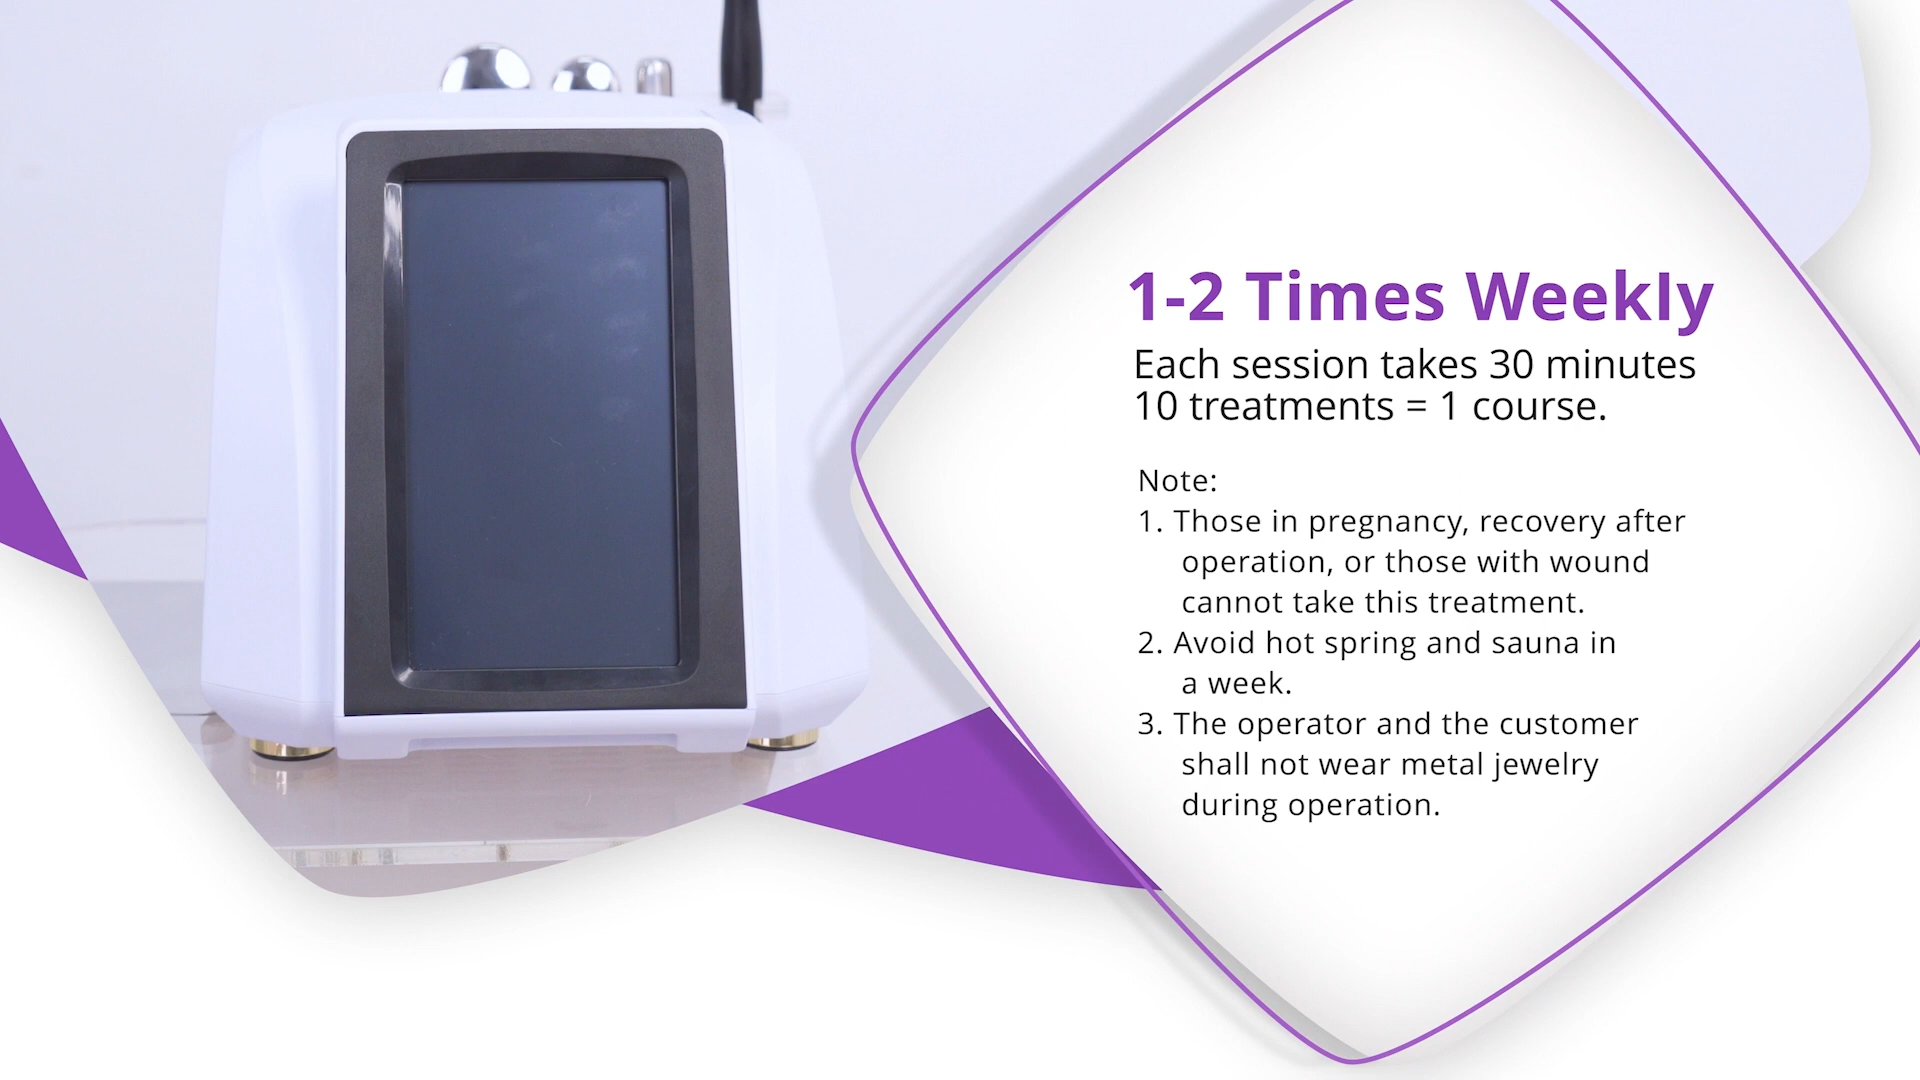 1-2 Times Weekly
Each session takes 30 minutes
10 treatments = 1 course.
Note:
1. Those in pregnancy, recovery after
operation, or those with wound
cannot take this treatment.
2. Avoid hot spring and sauna in
a week.
3. The operator and the customer
shall not wear metal jewelry
during operation.